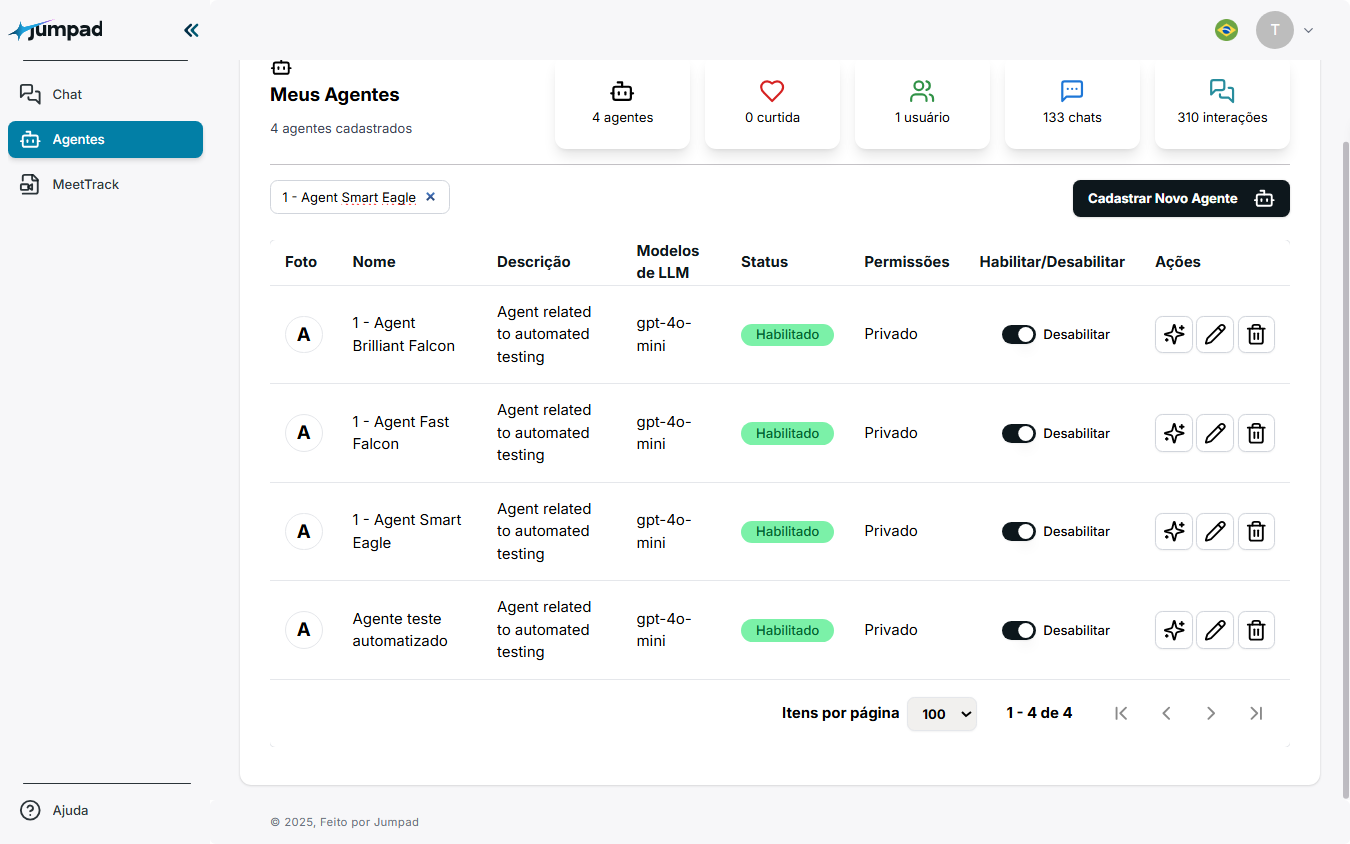 jumpad
T
Chat
Agentes
MeetTrack
Meus Agentes
4 agentes cadastrados
4 agentes
0 curtida
1 usuário
133 chats
310 interações
1 - Agent Smart Eagle
Cadastrar Novo Agente
Foto
Nome
Descrição
Modelos
de LLM
Status
Permissões
Habilitar/Desabilitar
Ações
A
1 - Agent
Brilliant Falcon
Agent related
to automated
testing
gpt-4o-
mini
Habilitado
Privado
Desabilitar
A
1 - Agent Fast
Falcon
Agent related
to automated
testing
gpt-4o-
mini
Habilitado
Privado
Desabilitar
A
1 - Agent Smart
Eagle
Agent related
to automated
testing
gpt-4o-
mini
Habilitado
Privado
Desabilitar
A
Agente teste
automatizado
Agent related
to automated
testing
gpt-4o-
mini
Habilitado
Privado
Desabilitar
Itens por página
100
1 - 4 de 4
Ajuda
© 2025, Feito por Jumpad